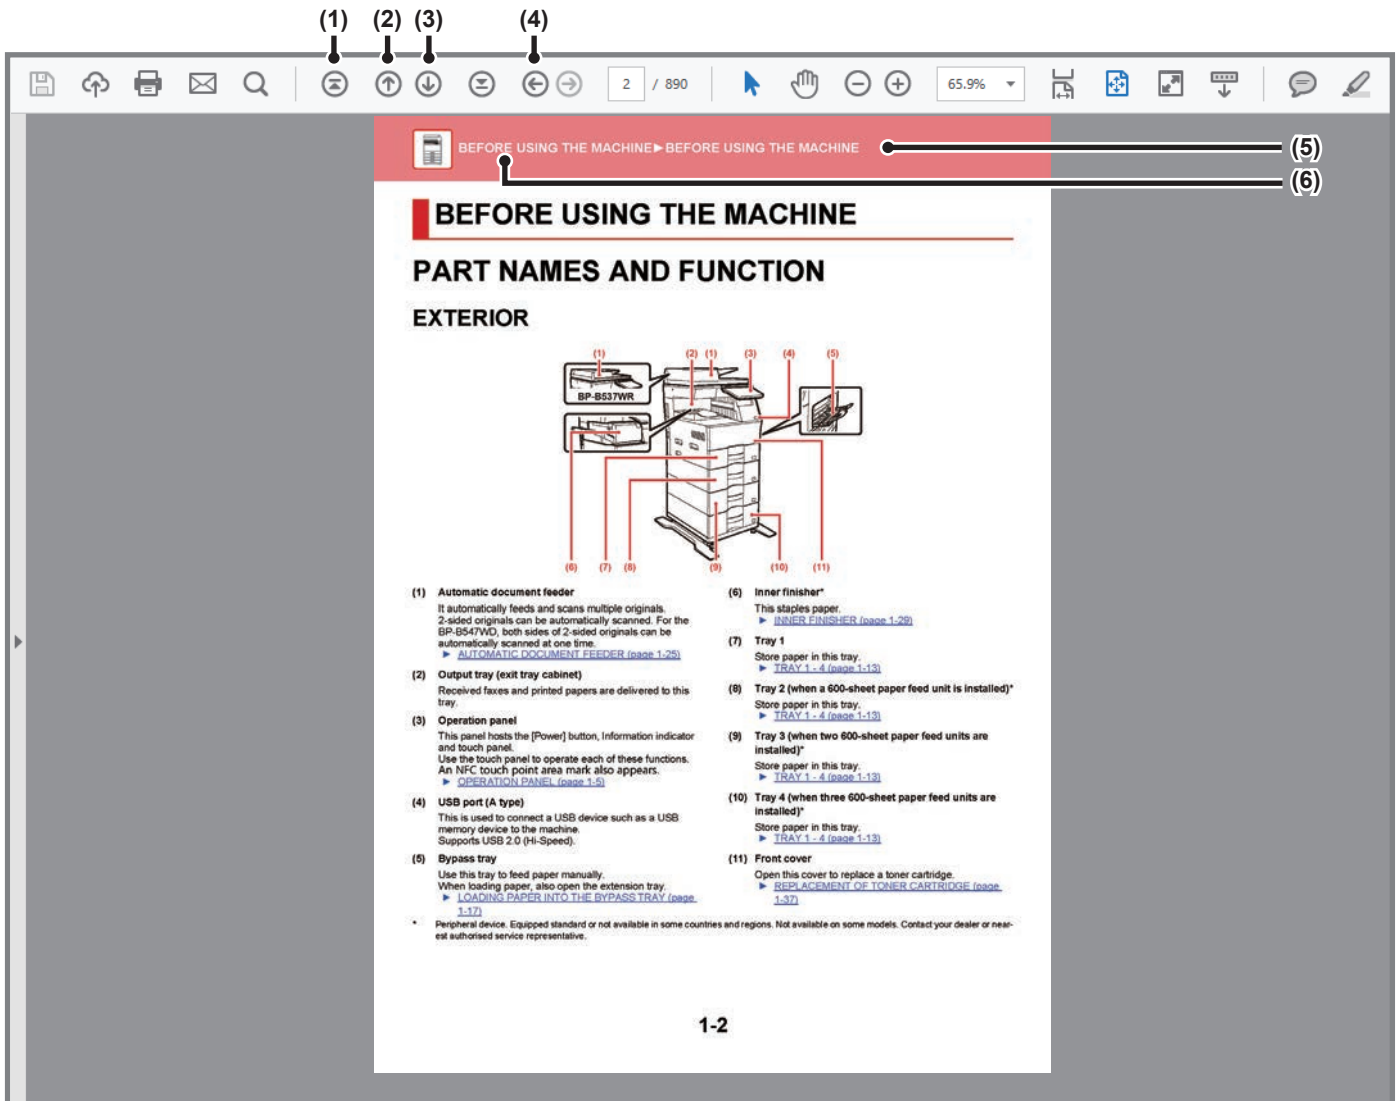 (1) (2) (3) (4)
2 / 890 65.9%
BEFORE USING THE MACHINE►BEFORE USING THE MACHINE
(5)
(6)
BEFORE USING THE MACHINE
PART NAMES AND FUNCTION
EXTERIOR
(1) (2) (1) (3) (4) (5)
BP-B537WR
(6) (7) (8) (9) (10) (11)
(1) Automatic document feeder
It automatically feeds and scans multiple originals.
2-sided originals can be automatically scanned. For the
BP-B547WD, both sides of 2-sided originals can be
automatically scanned at one time.
► AUTOMATIC DOCUMENT FEEDER (page 1-25)
(2) Output tray (exit tray cabinet)
Received faxes and printed papers are delivered to this
tray.
(3) Operation panel
This panel hosts the [Power] button, Information indicator
and touch panel.
Use the touch panel to operate each of these functions.
An NFC touch point area mark also appears.
► OPERATION PANEL (page 1-5)
(4) USB port (A type)
This is used to connect a USB device such as a USB
memory device to the machine.
Supports USB 2.0 (Hi-Speed).
(5) Bypass tray
Use this tray to feed paper manually.
When loading paper, also open the extension tray.
► LOADING PAPER INTO THE BYPASS TRAY (page
1-17)
(6) Inner finisher*
This staples paper.
► INNER FINISHER (page 1-29)
(7) Tray 1
Store paper in this tray.
► TRAY 1 - 4 (page 1-13)
(8) Tray 2 (when a 600-sheet paper feed unit is installed)*
Store paper in this tray.
► TRAY 1 - 4 (page 1-13)
(9) Tray 3 (when two 600-sheet paper feed units are
installed)*
Store paper in this tray.
► TRAY 1 - 4 (page 1-13)
(10) Tray 4 (when three 600-sheet paper feed units are
installed)*
Store paper in this tray.
► TRAY 1 - 4 (page 1-13)
(11) Front cover
Open this cover to replace a toner cartridge.
► REPLACEMENT OF TONER CARTRIDGE (page
1-37)
* Peripheral device. Equipped standard or not available in some countries and regions. Not available on some models. Contact your dealer or near-
est authorised service representative.
1-2